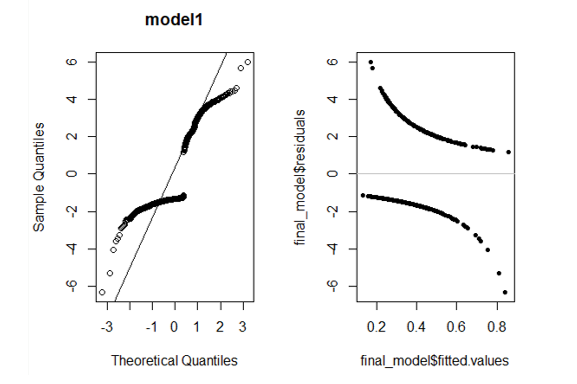 model1
Sample Quantiles
6
4
2
0
-2
-4
-6
-3 -1 0 1 2 3
Theoretical Quantiles
final_model$residuals
6
4
2
0
-2
-4
-6
0.2 0.4 0.6 0.8
final_model$fitted.values